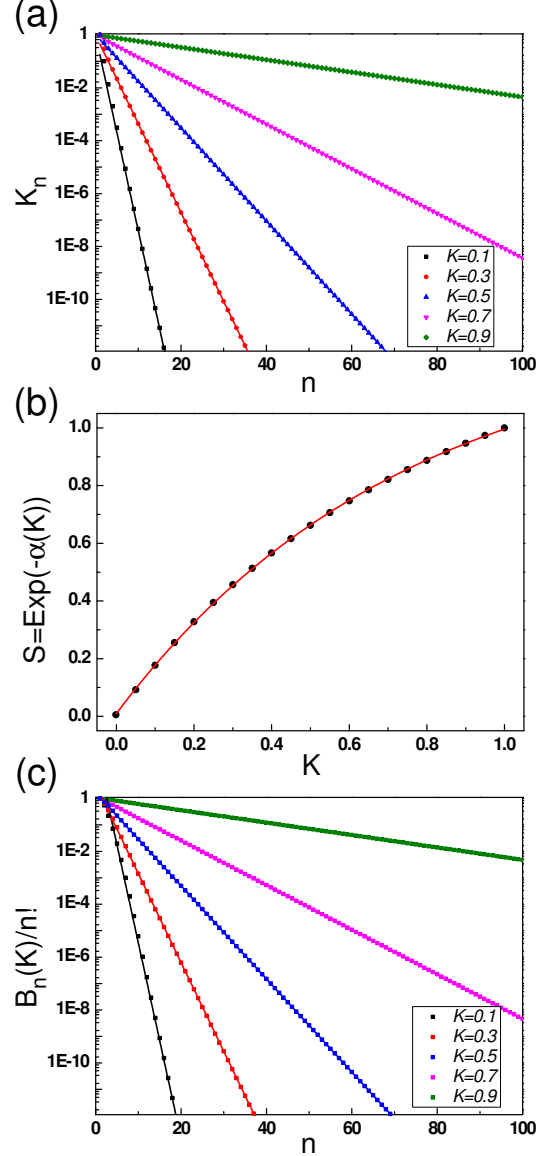 (a)
1
1E-2
1E-4
1E-6
1E-8
1E-10
K_n
0 20 40 60 80 100
n
K=0.1
K=0.3
K=0.5
K=0.7
K=0.9
(b)
1.0
0.8
0.6
0.4
0.2
0.0
S=Exp(-α(K))
0.0 0.2 0.4 0.6 0.8 1.0
K
(c)
1
1E-2
1E-4
1E-6
1E-8
1E-10
B_n(K)/n!
0 20 40 60 80 100
n
K=0.1
K=0.3
K=0.5
K=0.7
K=0.9